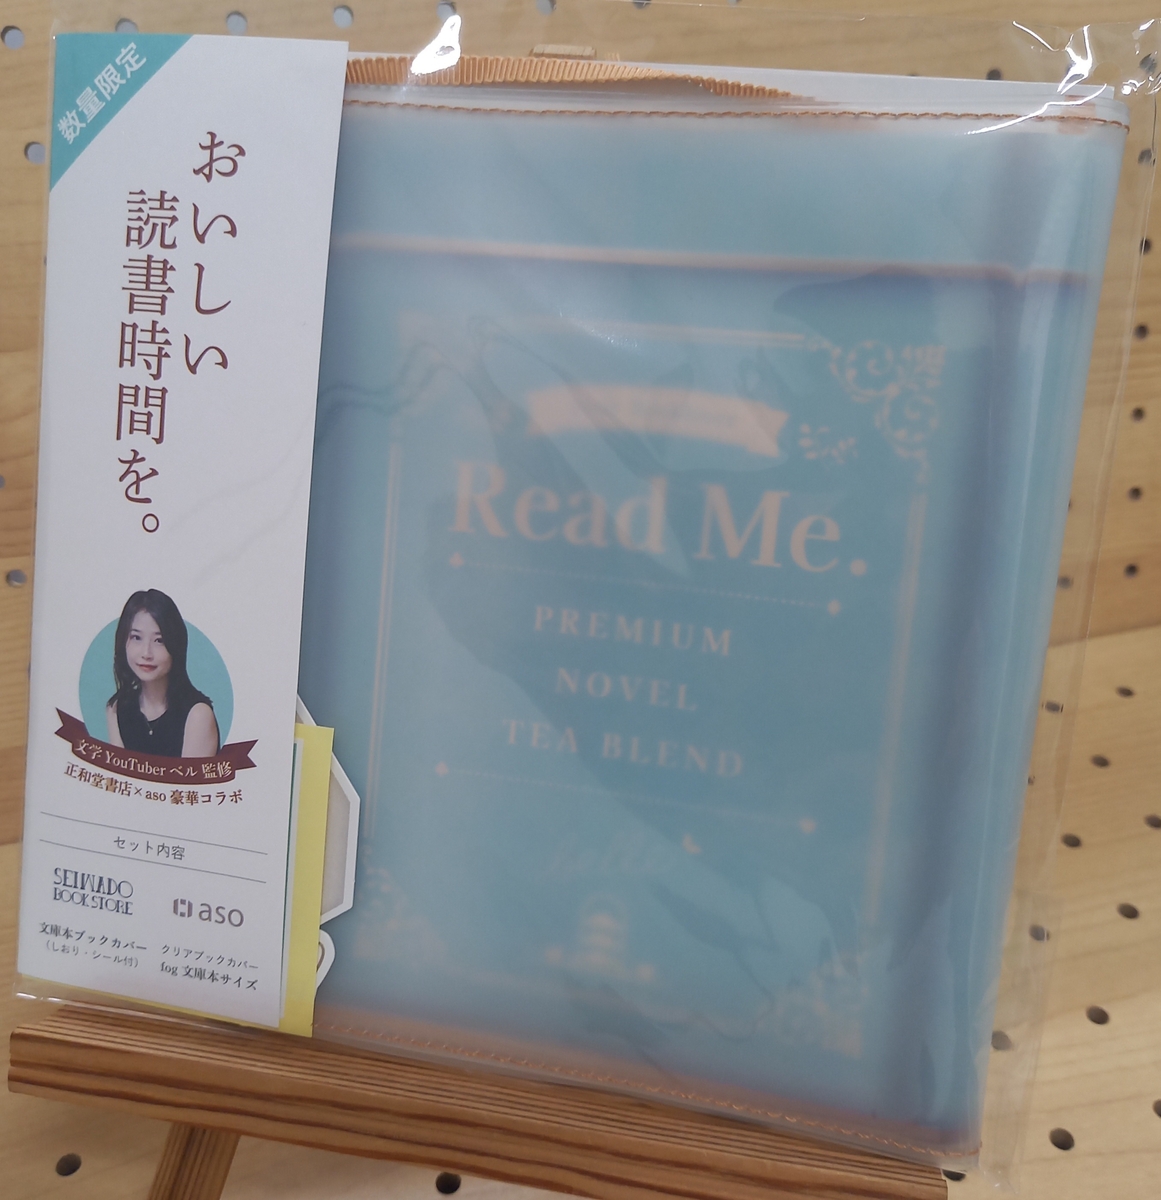 数量限定
おいしい
読書時間を。
文学YouTuber ベル 監修
正和堂書店×aso 豪華コラボ
セット内容
SEIWADO
BOOK STORE
aso
文庫本ブックカバー
(しおり・シール付)
クリアブックカバー
fog 文庫本サイズ
Read Me.
PREMIUM
NOVEL
TEA BLEND